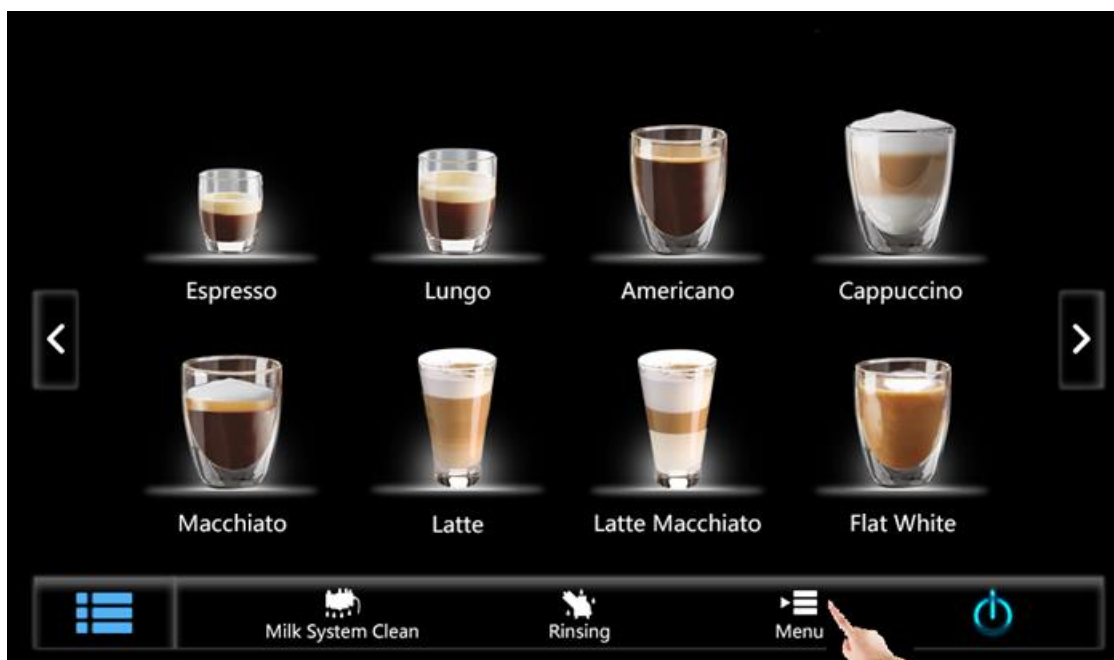 Espresso
Lungo
Americano
Cappuccino
Macchiato
Latte
Latte Macchiato
Flat White
Milk System Clean
Rinsing
Menu